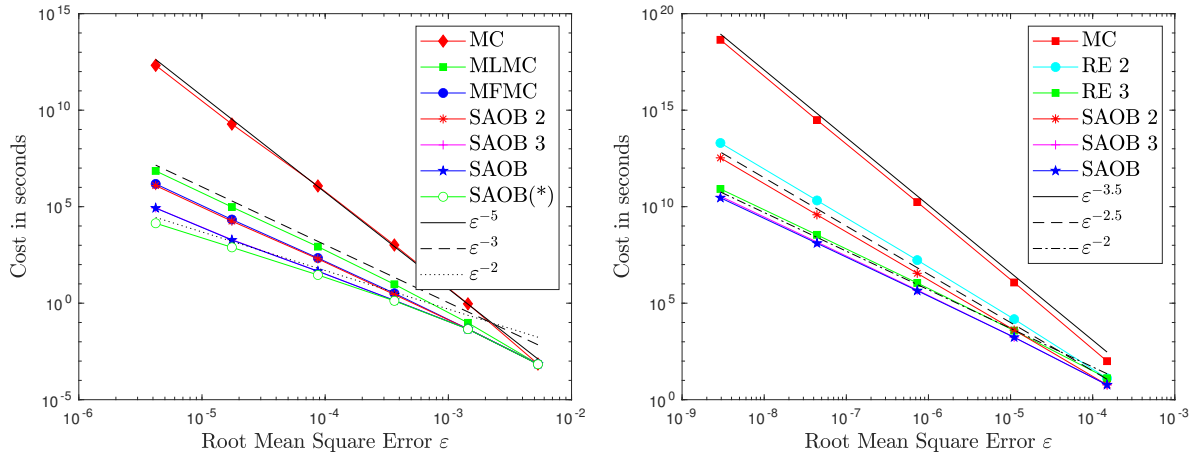 10^15
10^10
10^5
10^0
10^-5
Cost in seconds
10^-6
10^-5
10^-4
10^-3
10^-2
Root Mean Square Error ε
MC
MLMC
MFMC
SAOB 2
SAOB 3
SAOB
SAOB(*)
ε^-5
ε^-3
ε^-2
10^20
10^15
10^10
10^5
10^0
Cost in seconds
10^-9
10^-8
10^-7
10^-6
10^-5
10^-4
10^-3
Root Mean Square Error ε
MC
RE 2
RE 3
SAOB 2
SAOB 3
SAOB
ε^-3.5
ε^-2.5
ε^-2